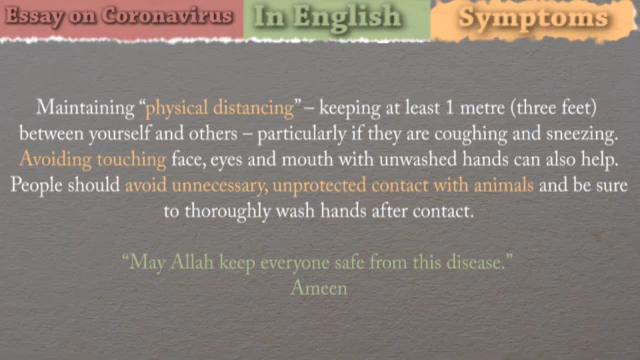 Essay on Coronavirus In English Symptoms
Maintaining “physical distancing” – keeping at least 1 metre (three feet)
between yourself and others – particularly if they are coughing and sneezing.
Avoiding touching face, eyes and mouth with unwashed hands can also help.
People should avoid unnecessary, unprotected contact with animals and be sure
to thoroughly wash hands after contact.
“May Allah keep everyone safe from this disease.”
Ameen